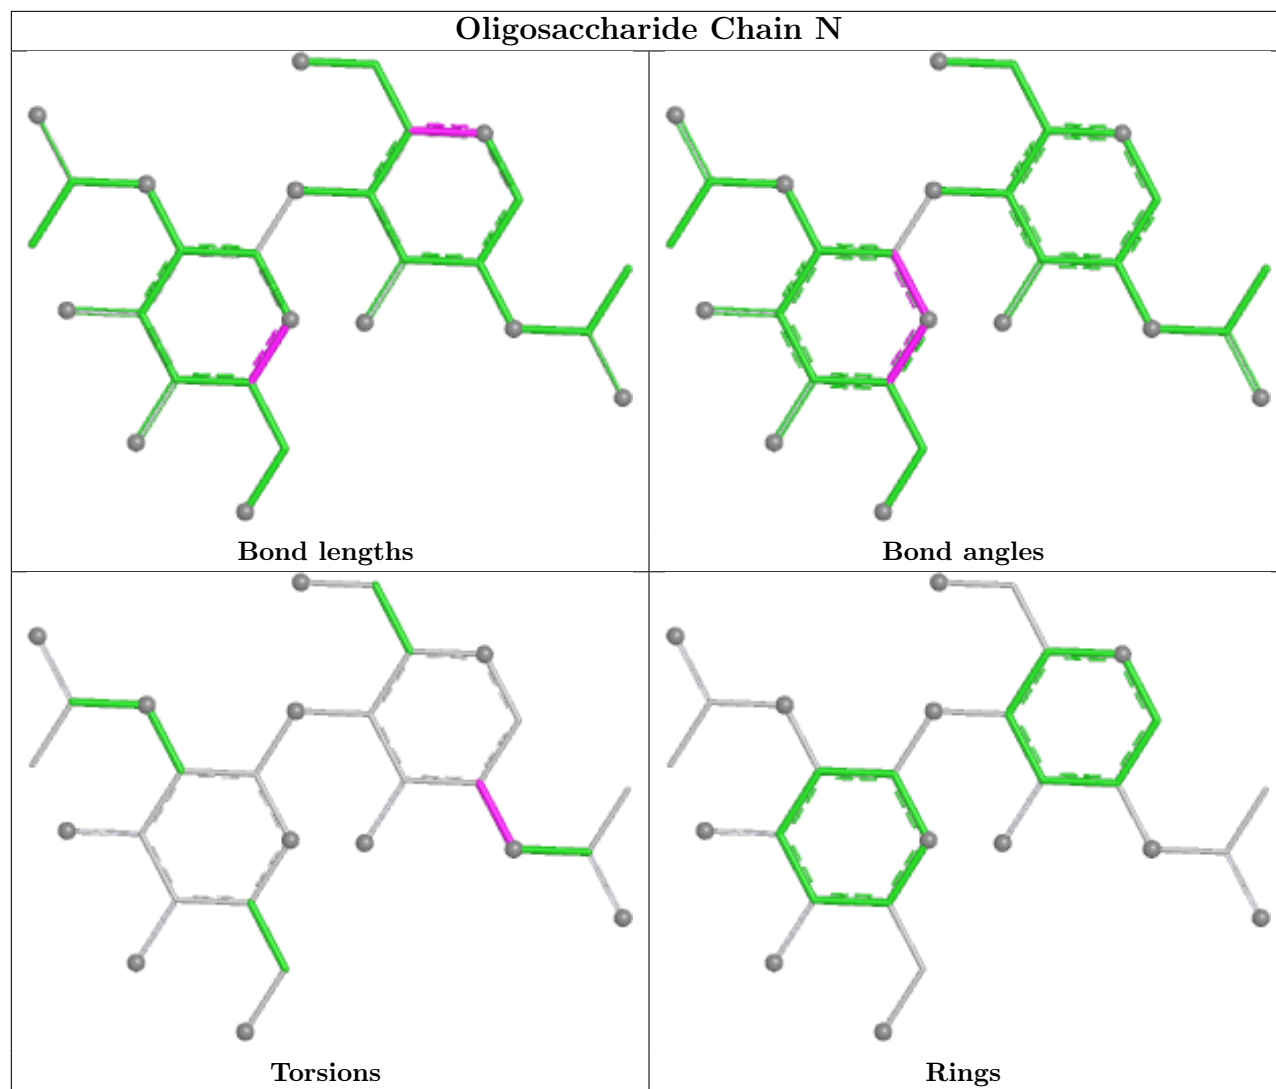 Oligosaccharide Chain N
Bond lengths
Bond angles
Torsions
Rings